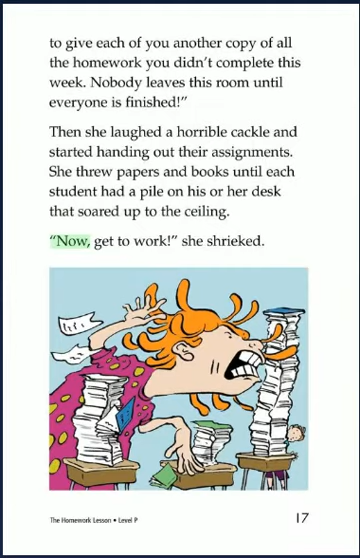 to give each of you another copy of all
the homework you didn't complete this
week. Nobody leaves this room until
everyone is finished!”
Then she laughed a horrible cackle and
started handing out their assignments.
She threw papers and books until each
student had a pile on his or her desk
that soared up to the ceiling.
“Now, get to work!” she shrieked.
The Homework Lesson • Level P
17